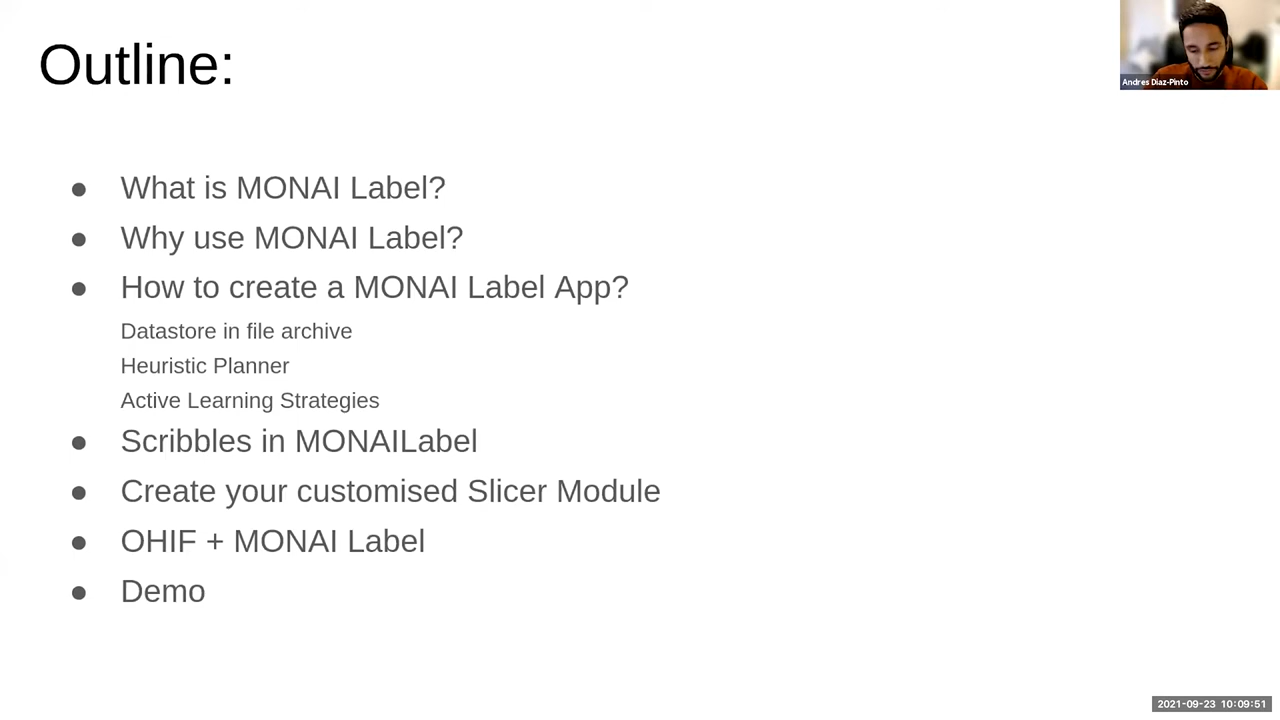 Outline:
Andres Diaz-Pinto
● What is MONAI Label?
● Why use MONAI Label?
● How to create a MONAI Label App?
Datastore in file archive
Heuristic Planner
Active Learning Strategies
● Scribbles in MONAILabel
● Create your customised Slicer Module
● OHIF + MONAI Label
● Demo
2021-09-23 10:09:51